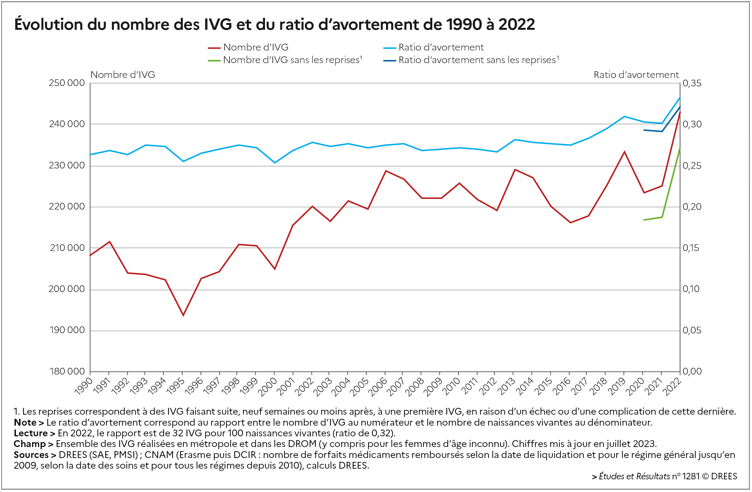 Évolution du nombre des IVG et du ratio d’avortement de 1990 à 2022
Nombre d’IVG
Ratio d’avortement
Nombre d’IVG sans les reprises¹
Ratio d’avortement sans les reprises¹
Nombre d’IVG
Ratio d’avortement
250 000
240 000
230 000
220 000
210 000
200 000
190 000
180 000
0,35
0,30
0,25
0,20
0,15
0,10
0,05
0,00
1990 1991 1992 1993 1994 1995 1996 1997 1998 1999 2000 2001 2002 2003 2004 2005 2006 2007 2008 2009 2010 2011 2012 2013 2014 2015 2016 2017 2018 2019 2020 2021 2022
1. Les reprises correspondent à des IVG faisant suite, neuf semaines ou moins après, à une première IVG, en raison d’un échec ou d’une complication de cette dernière.
Note > Le ratio d’avortement correspond au rapport entre le nombre d’IVG au numérateur et le nombre de naissances vivantes au dénominateur.
Lecture > En 2022, le rapport est de 32 IVG pour 100 naissances vivantes (ratio de 0,32).
Champ > Ensemble des IVG réalisées en métropole et dans les DROM (y compris pour les femmes d’âge inconnu). Chiffres mis à jour en juillet 2023.
Sources > DREES (SAE, PMSI) ; CNAM (Erasme puis DCIR : nombre de forfaits médicaments remboursés selon la date de liquidation et pour le régime général jusqu’en
2009, selon la date des soins et pour tous les régimes depuis 2010), calculs DREES.
> Études et Résultats n° 1281 © DREES